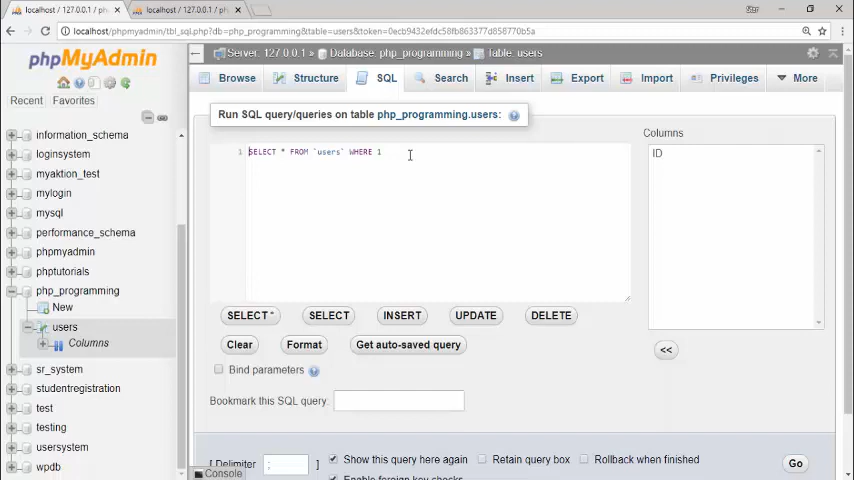 localhost / 127.0.0.1 / p
localhost / 127.0.0.1 / p
localhost/phpmyadmin/tbl_sql.php?db=php_programming&table=users&token=0ecb9432efdc58fb863377d858770b5a
phpMyAdmin
Recent Favorites
information_schema
loginsystem
myaktion_test
mylogin
mysql
performance_schema
phpmyadmin
phptutorials
php_programming
New
users
Columns
sr_system
studentregistration
test
testing
usersystem
wpdb
Server: 127.0.0.1 » Database: php_programming » Table: users
Browse Structure SQL Search Insert Export Import Privileges More
Run SQL query/queries on table php_programming.users:
1 SELECT * FROM `users` WHERE 1
Columns
ID
SELECT * SELECT INSERT UPDATE DELETE
Clear Format Get auto-saved query
<<
Bind parameters
Bookmark this SQL query:
[ Delimiter ; ] Show this query here again Retain query box Rollback when finished Go
Enable foreign key checks
Console